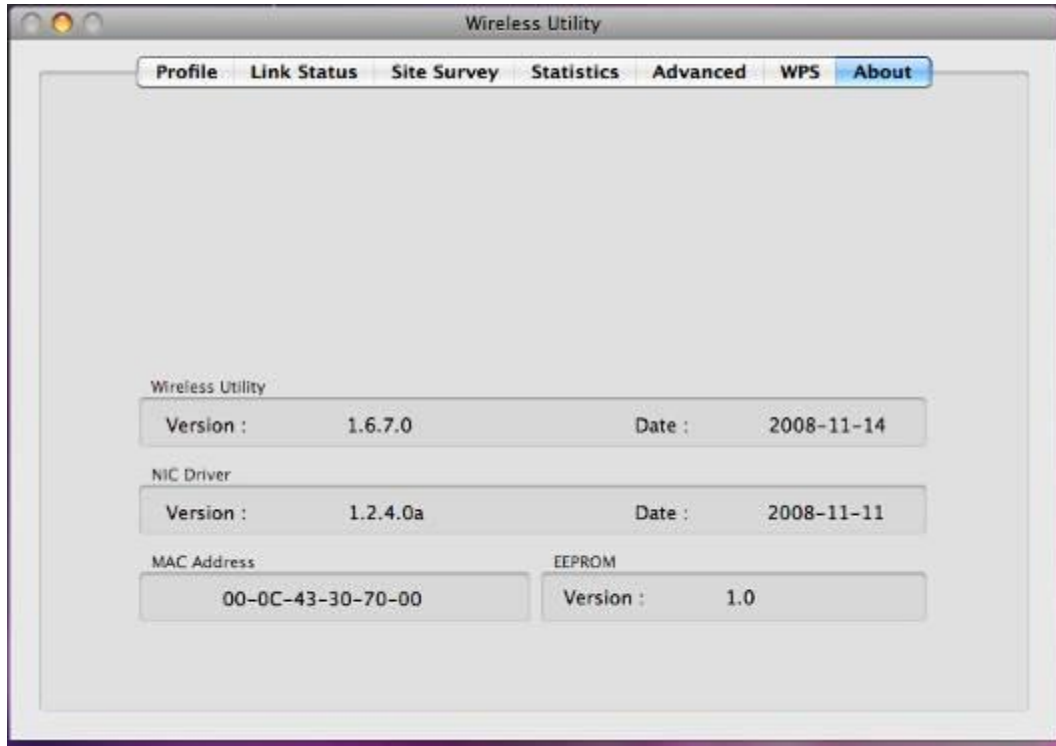 Wireless Utility
Profile Link Status Site Survey Statistics Advanced WPS About
Wireless Utility
Version : 1.6.7.0 Date : 2008-11-14
NIC Driver
Version : 1.2.4.0a Date : 2008-11-11
MAC Address EEPROM
00-0C-43-30-70-00 Version : 1.0